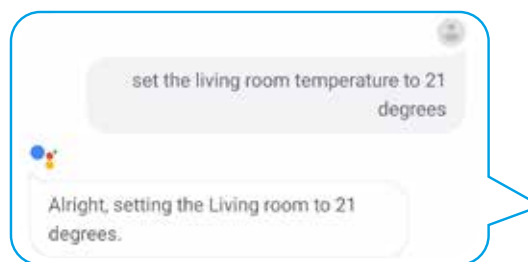 set the living room temperature to 21
degrees
Alright, setting the Living room to 21
degrees.